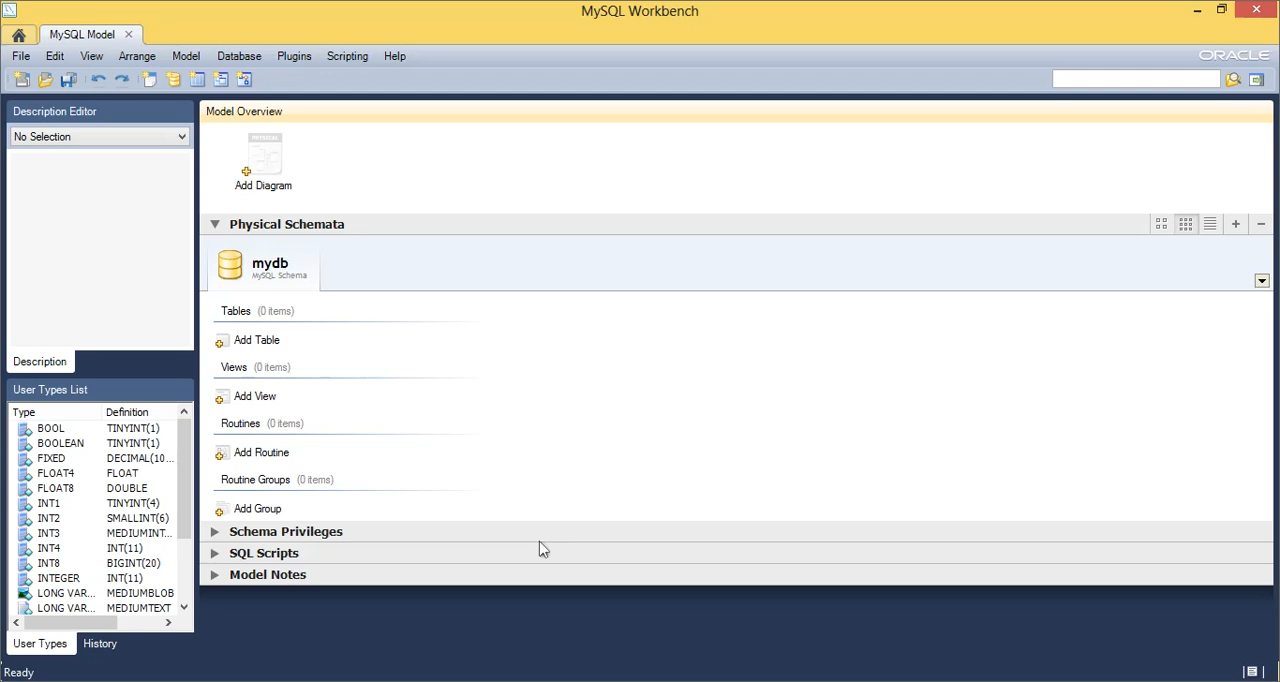 MySQL Workbench
MySQL Model
File Edit View Arrange Model Database Plugins Scripting Help
ORACLE
Description Editor
No Selection
Description
User Types List
Type Definition
BOOL TINYINT(1)
BOOLEAN TINYINT(1)
FIXED DECIMAL(10...
FLOAT4 FLOAT
FLOAT8 DOUBLE
INT1 TINYINT(4)
INT2 SMALLINT(6)
INT3 MEDIUMINT...
INT4 INT(11)
INT8 BIGINT(20)
INTEGER INT(11)
LONG VAR... MEDIUMBLOB
LONG VAR... MEDIUMTEXT
User Types History
Model Overview
Add Diagram
Physical Schemata
mydb
MySQL Schema
Tables (0 items)
Add Table
Views (0 items)
Add View
Routines (0 items)
Add Routine
Routine Groups (0 items)
Add Group
Schema Privileges
SQL Scripts
Model Notes
Ready